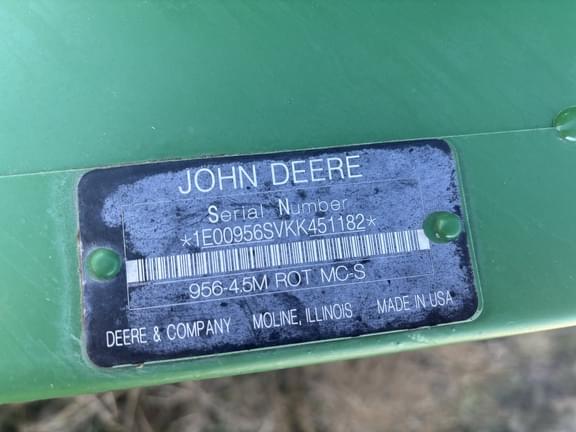 JOHN DEERE
Serial Number
*1E00956SVKK451182*
956-4.5M ROT MC-S
DEERE & COMPANY MOLINE, ILLINOIS MADE IN USA